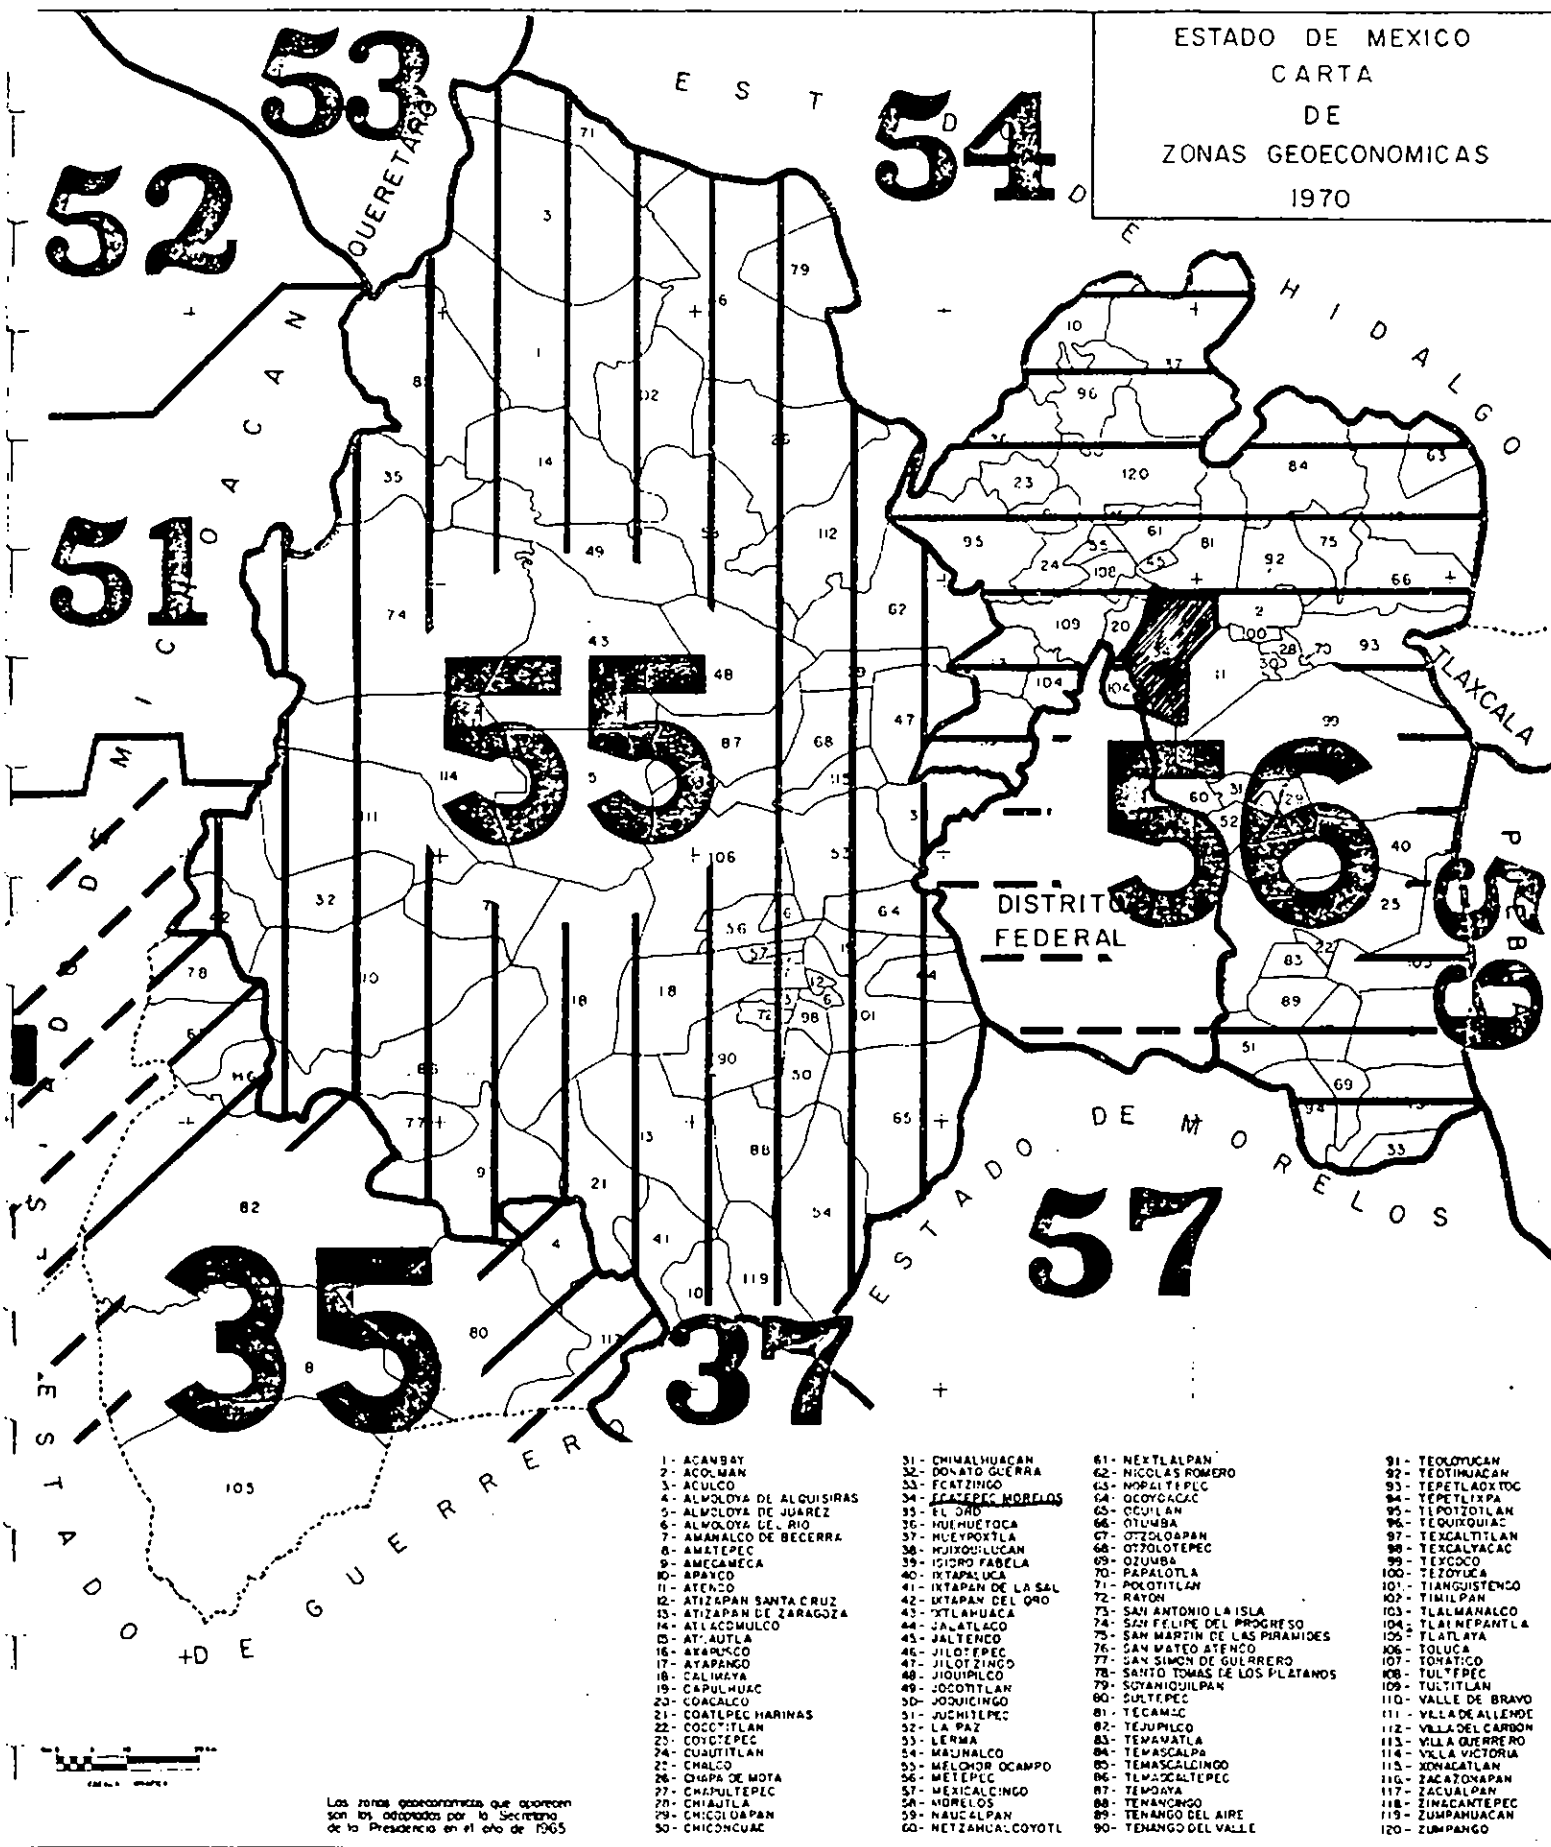 ESTADO DE MEXICO
CARTA
DE
ZONAS GEOECONOMICAS
1970
53
54
52
51
55
56
56
57
35
37
QUERETARO
EST DO DE HIDALGO
MICOACAN
DE
TLAXCALA
PUEBLA
DISTRITO
FEDERAL
ESTADO DE MORELOS
ESTADO DE GUERRERO
1- ACAMBAY
2- ACOLMAN
3- ACULCO
4- ALMOLOYA DE ALQUISIRAS
5- ALMOLOYA DE JUAREZ
6- ALMOLOYA DEL RIO
7- AMANALCO DE BECERRA
8- AMATEPEC
9- AMECAMECA
10- APAXCO
11- ATENCO
12- ATIZAPAN SANTA CRUZ
13- ATIZAPAN DE ZARAGOZA
14- ATLACOMULCO
15- ATLAUTLA
16- AXAPUSCO
17- AYAPANGO
18- CALIMAYA
19- CAPULHUAC
20- COACALCO
21- COATEPEC HARINAS
22- COCOTITLAN
23- COYOTEPEC
24- CUAUTITLAN
25- CHALCO
26- CHAPA DE MOTA
27- CHAPULTEPEC
28- CHIAUTLA
29- CHICOLOAPAN
30- CHICONCUAC
31- CHIMALHUACAN
32- DONATO GUERRA
33- ECATZINGO
34- ECATEPEC MORELOS
35- EL ORO
36- HUEHUETOCA
37- HUEYPOXTLA
38- HUIXQUILUCAN
39- ISIDRO FABELA
40- IXTAPALUCA
41- IXTAPAN DE LA SAL
42- IXTAPAN DEL ORO
43- IXTLAHUACA
44- JALATLACO
45- JALTENCO
46- JILOTEPEC
47- JILOTZINGO
48- JIQUIPILCO
49- JOCOTITLAN
50- JOQUICINGO
51- JUCHITEPEC
52- LA PAZ
53- LERMA
54- MALINALCO
55- MELCHOR OCAMPO
56- METEPEC
57- MEXICALCINGO
58- MORELOS
59- NAUCALPAN
60- NETZAHUALCOYOTL
61- NEXTLALPAN
62- NICOLAS ROMERO
63- NOPALTEPEC
64- OCOYOACAC
65- OCUILAN
66- OTUMBA
67- OTZOLOAPAN
68- OTZOLOTEPEC
69- OZUMBA
70- PAPALOTLA
71- POLOTITLAN
72- RAYON
73- SAN ANTONIO LA ISLA
74- SAN FELIPE DEL PROGRESO
75- SAN MARTIN DE LAS PIRAMIDES
76- SAN MATEO ATENCO
77- SAN SIMON DE GUERRERO
78- SANTO TOMAS DE LOS PLATANOS
79- SOYANIQUILPAN
80- SULTEPEC
81- TECAMAC
82- TEJUPILCO
83- TEMAMATLA
84- TEMASCALPA
85- TEMASCALCINGO
86- TEMASCALTEPEC
87- TEMOAYA
88- TENANCINGO
89- TENANGO DEL AIRE
90- TENANGO DEL VALLE
91- TEOLOYUCAN
92- TEOTIHUACAN
93- TEPETLAOXTOC
94- TEPETLIXPA
95- TEPOTZOTLAN
96- TEQUIXQUIAC
97- TEXCALTITLAN
98- TEXCALYACAC
99- TEXCOCO
100- TEZOYUCA
101- TIANGUISTENCO
102- TIMILPAN
103- TLALMANALCO
104- TLALNEPANTLA
105- TLATLAYA
106- TOLUCA
107- TONATICO
108- TULTEPEC
109- TULTITLAN
110- VALLE DE BRAVO
111- VILLA DE ALLENDE
112- VILLA DEL CARBON
113- VILLA GUERRERO
114- VILLA VICTORIA
115- XONACATLAN
116- ZACAZONAPAN
117- ZACUALPAN
118- ZINACANTEPEC
119- ZUMPAHUACAN
120- ZUMPANGO
Las zonas geoeconomicas que aparecen
son las adoptadas por la Secretaria
de la Presidencia en el año de 1965